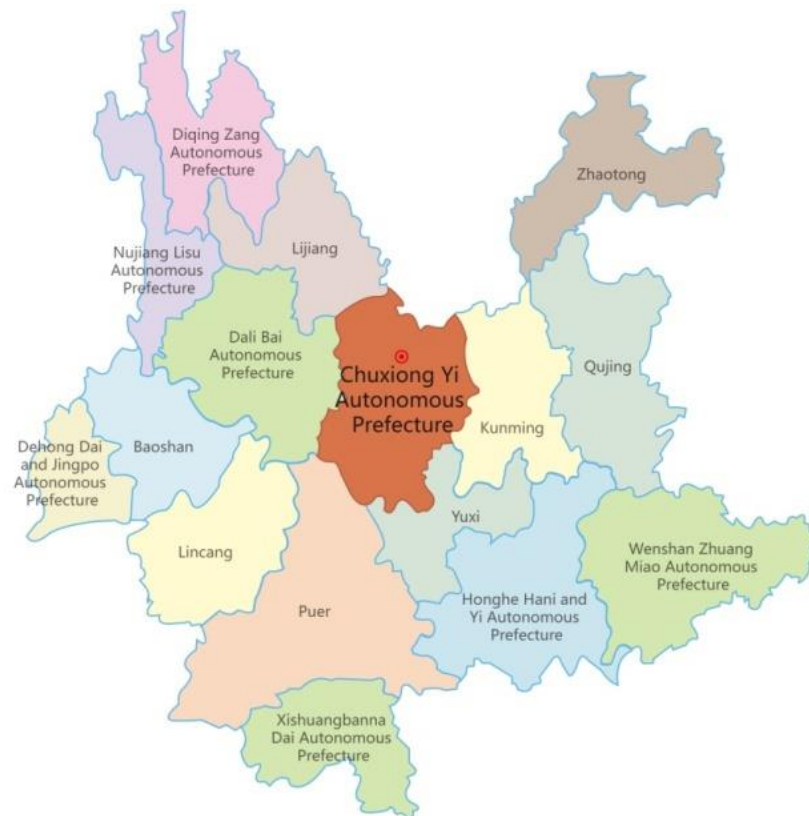 Diqing Zang
Autonomous
Prefecture
Zhaotong
Nujiang Lisu
Autonomous
Prefecture
Lijiang
Dali Bai
Autonomous
Prefecture
Chuxiong Yi
Autonomous
Prefecture
Qujing
Kunming
Dehong Dai
and Jingpo
Autonomous
Prefecture
Baoshan
Yuxi
Lincang
Wenshan Zhuang
Miao Autonomous
Prefecture
Puer
Honghe Hani and
Yi Autonomous
Prefecture
Xishuangbanna
Dai Autonomous
Prefecture